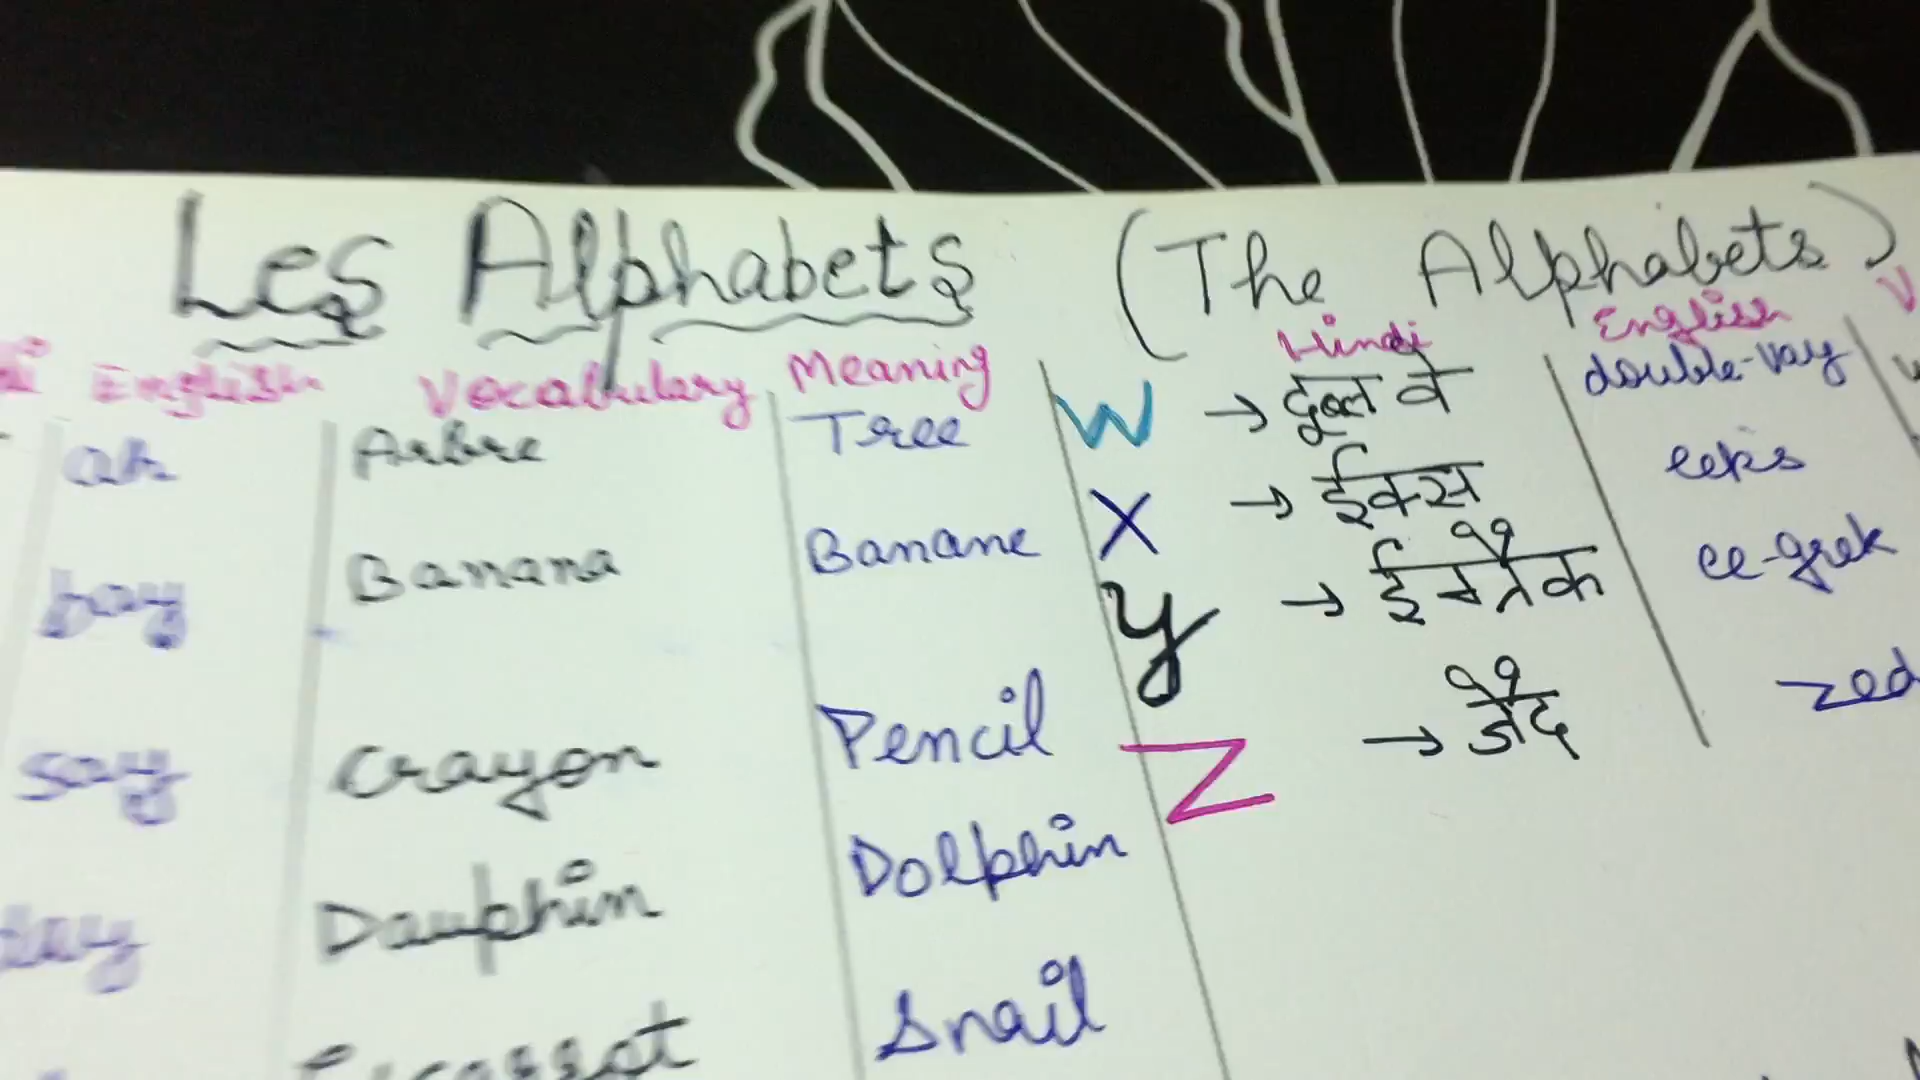 Les Alphabets (The Alphabets)
English Vocabulary Meaning Hindi English
ah Arbre Tree W → दूब्ल वे double-vay
bay Banana Banane X → ईक्स eeks
Y → ee-grek
say Crayon Pencil Z → ज़ेद zed
day Dauphin Dolphin
Escargot Snail